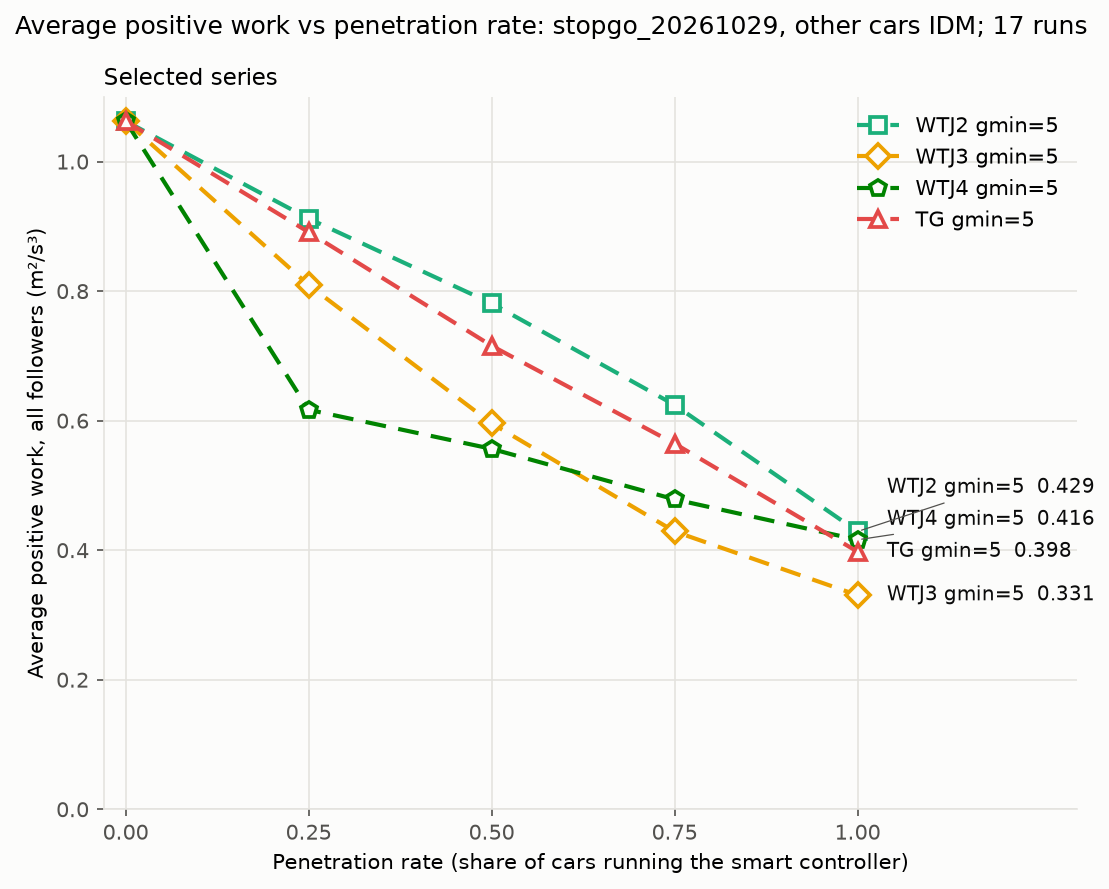 Average positive work vs penetration rate: stopgo_20261029, other cars IDM; 17 runs
Selected series
WTJ2 gmin=5
WTJ3 gmin=5
WTJ4 gmin=5
TG gmin=5
Average positive work, all followers (m²/s³)
1.0
0.8
0.6
0.4
0.2
0.0
WTJ2 gmin=5 0.429
WTJ4 gmin=5 0.416
TG gmin=5 0.398
WTJ3 gmin=5 0.331
0.00 0.25 0.50 0.75 1.00
Penetration rate (share of cars running the smart controller)